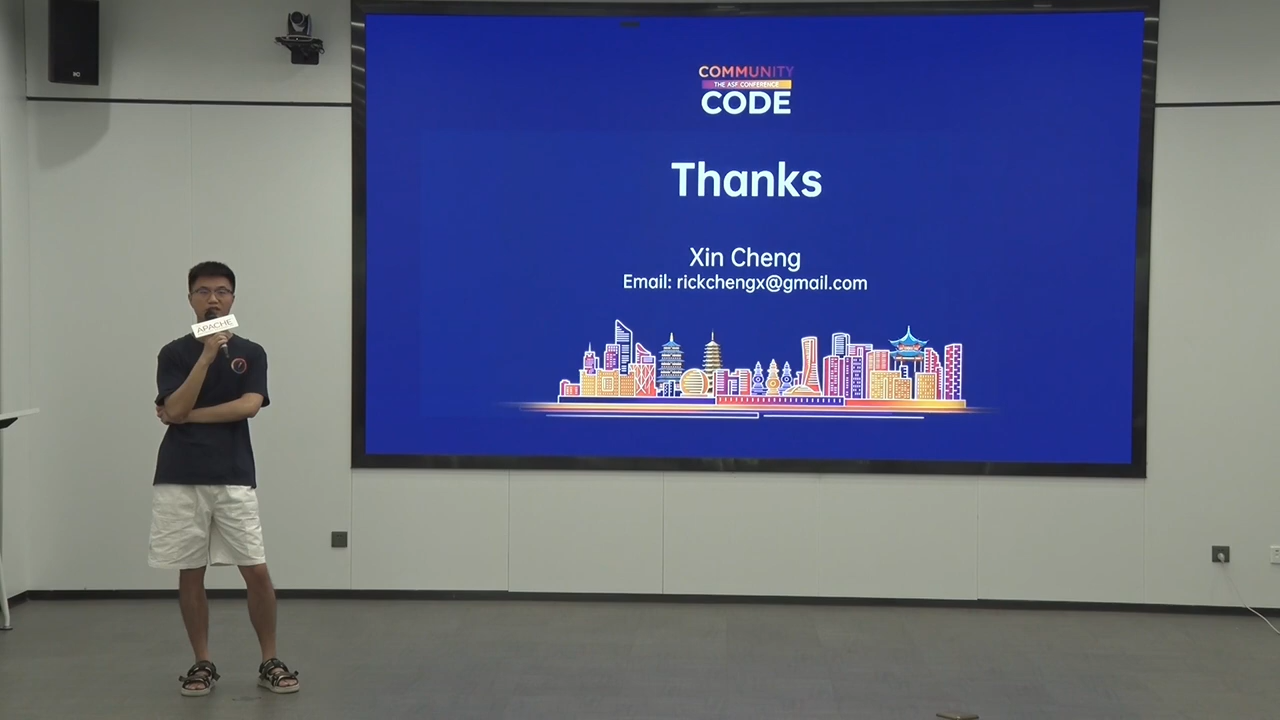 COMMUNITY
THE ASF CONFERENCE
CODE
Thanks
Xin Cheng
Email: rickchengx@gmail.com
APACHE